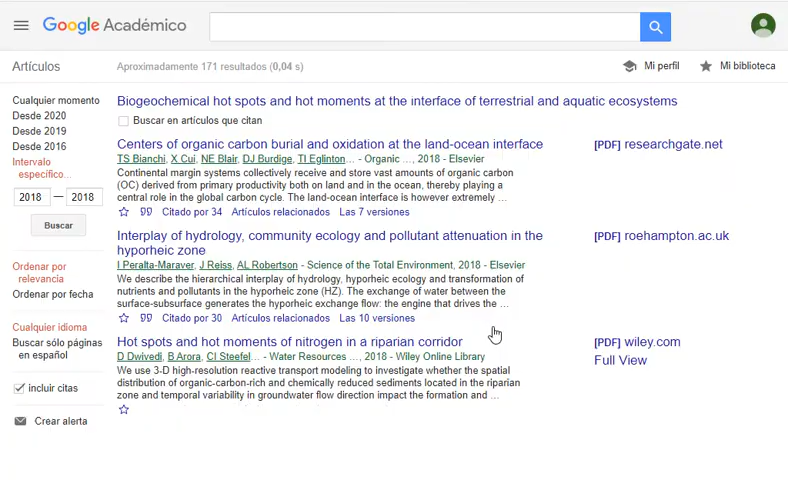 Google Académico
Artículos
Aproximadamente 171 resultados (0,04 s)
Mi perfil
Mi biblioteca
Cualquier momento
Desde 2020
Desde 2019
Desde 2016
Intervalo
específico...
2018 — 2018
Buscar
Ordenar por
relevancia
Ordenar por fecha
Cualquier idioma
Buscar sólo páginas
en español
incluir citas
Crear alerta
Biogeochemical hot spots and hot moments at the interface of terrestrial and aquatic ecosystems
Buscar en artículos que citan
Centers of organic carbon burial and oxidation at the land-ocean interface
TS Bianchi, X Cui, NE Blair, DJ Burdige, TI Eglinton... - Organic ..., 2018 - Elsevier
Continental margin systems collectively receive and store vast amounts of organic carbon
(OC) derived from primary productivity both on land and in the ocean, thereby playing a
central role in the global carbon cycle. The land-ocean interface is however extremely ...
Citado por 34 Artículos relacionados Las 7 versiones
[PDF] researchgate.net
Interplay of hydrology, community ecology and pollutant attenuation in the
hyporheic zone
I Peralta-Maraver, J Reiss, AL Robertson - Science of the Total Environment, 2018 - Elsevier
We describe the hierarchical interplay of hydrology, hyporheic ecology and transformation of
nutrients and pollutants in the hyporheic zone (HZ). The exchange of water between the
surface-subsurface generates the hyporheic exchange flow: the engine that drives the ...
Citado por 30 Artículos relacionados Las 10 versiones
[PDF] roehampton.ac.uk
Hot spots and hot moments of nitrogen in a riparian corridor
D Dwivedi, B Arora, CI Steefel... - Water Resources ..., 2018 - Wiley Online Library
We use 3-D high-resolution reactive transport modeling to investigate whether the spatial
distribution of organic-carbon-rich and chemically reduced sediments located in the riparian
zone and temporal variability in groundwater flow direction impact the formation and ...
[PDF] wiley.com
Full View